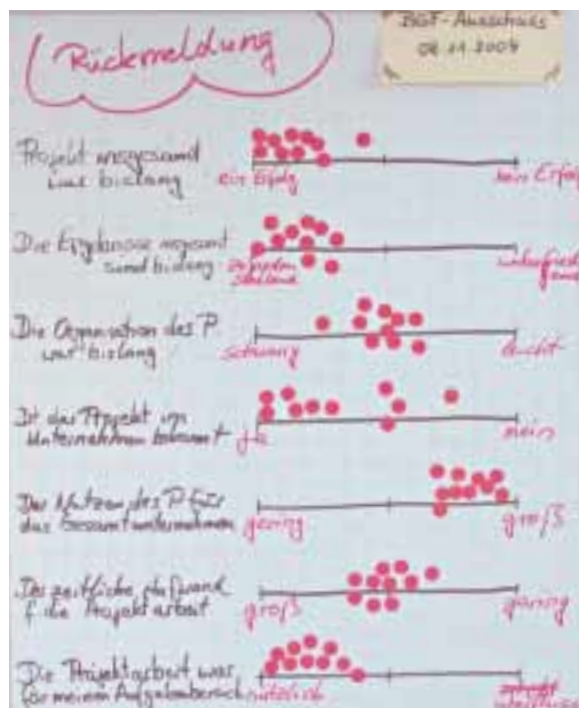 Rückmeldung
BGF-Ausschuss
Projekt insgesamt
war bislang
ein Erfolg
kein Erfolg
Die Ergebnisse insgesamt
sind bislang
Die Organisation des P
war bislang
schwierig
leicht
Ist das Projekt im
Unternehmen bekannt
ja
nein
Der Nutzen des P für
das Gesamtunternehmen
gering
groß
Der zeitliche Aufwand
f die Projektarbeit
groß
gering
Die Projektarbeit war
für meinen Aufgabenbereich
nützlich